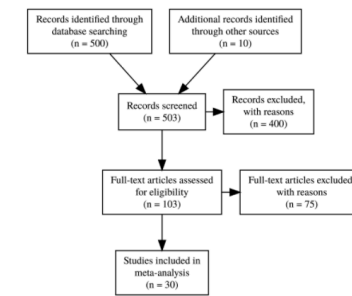 Records identified through
database searching
(n = 500)
Additional records identified
through other sources
(n = 10)
Records screened
(n = 503)
Records excluded,
with reasons
(n = 400)
Full-text articles assessed
for eligibility
(n = 103)
Full-text articles excluded
with reasons
(n = 75)
Studies included in
meta-analysis
(n = 30)